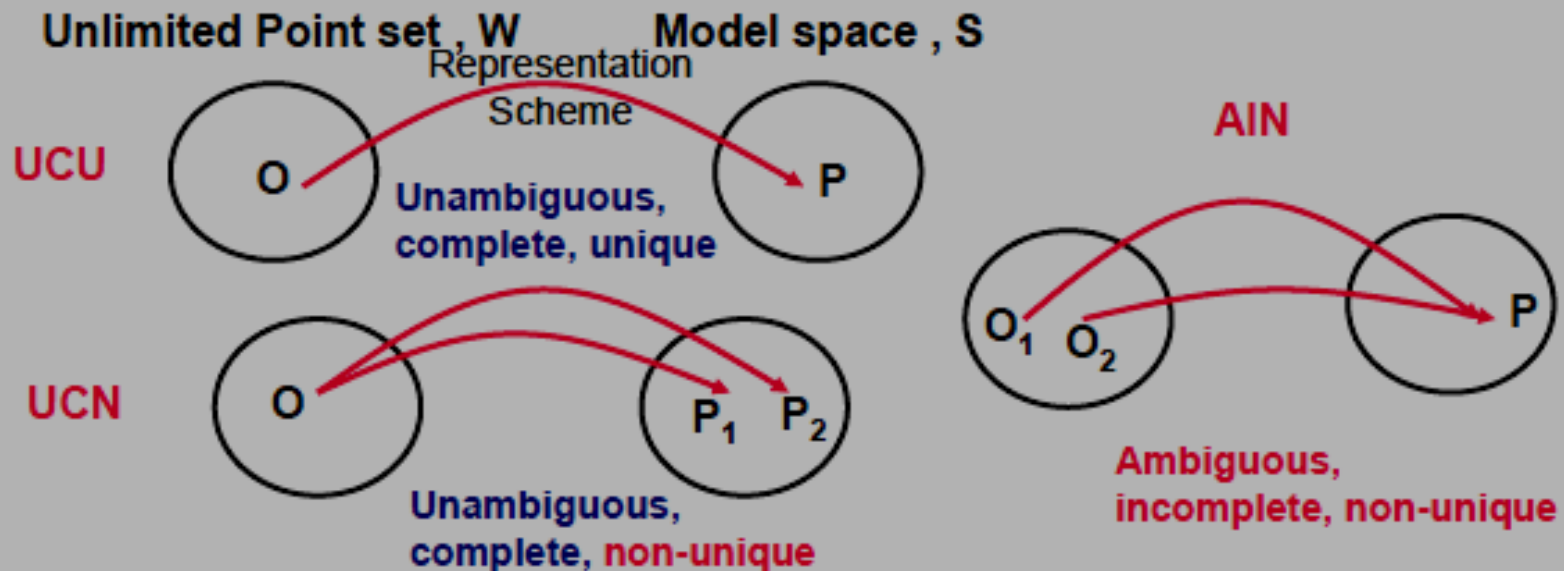 Unlimited Point set , W
Model space , S
Representation
Scheme
UCU
O
P
Unambiguous,
complete, unique
UCN
O
P1 P2
Unambiguous,
complete, non-unique
AIN
O1 O2
P
Ambiguous,
incomplete, non-unique